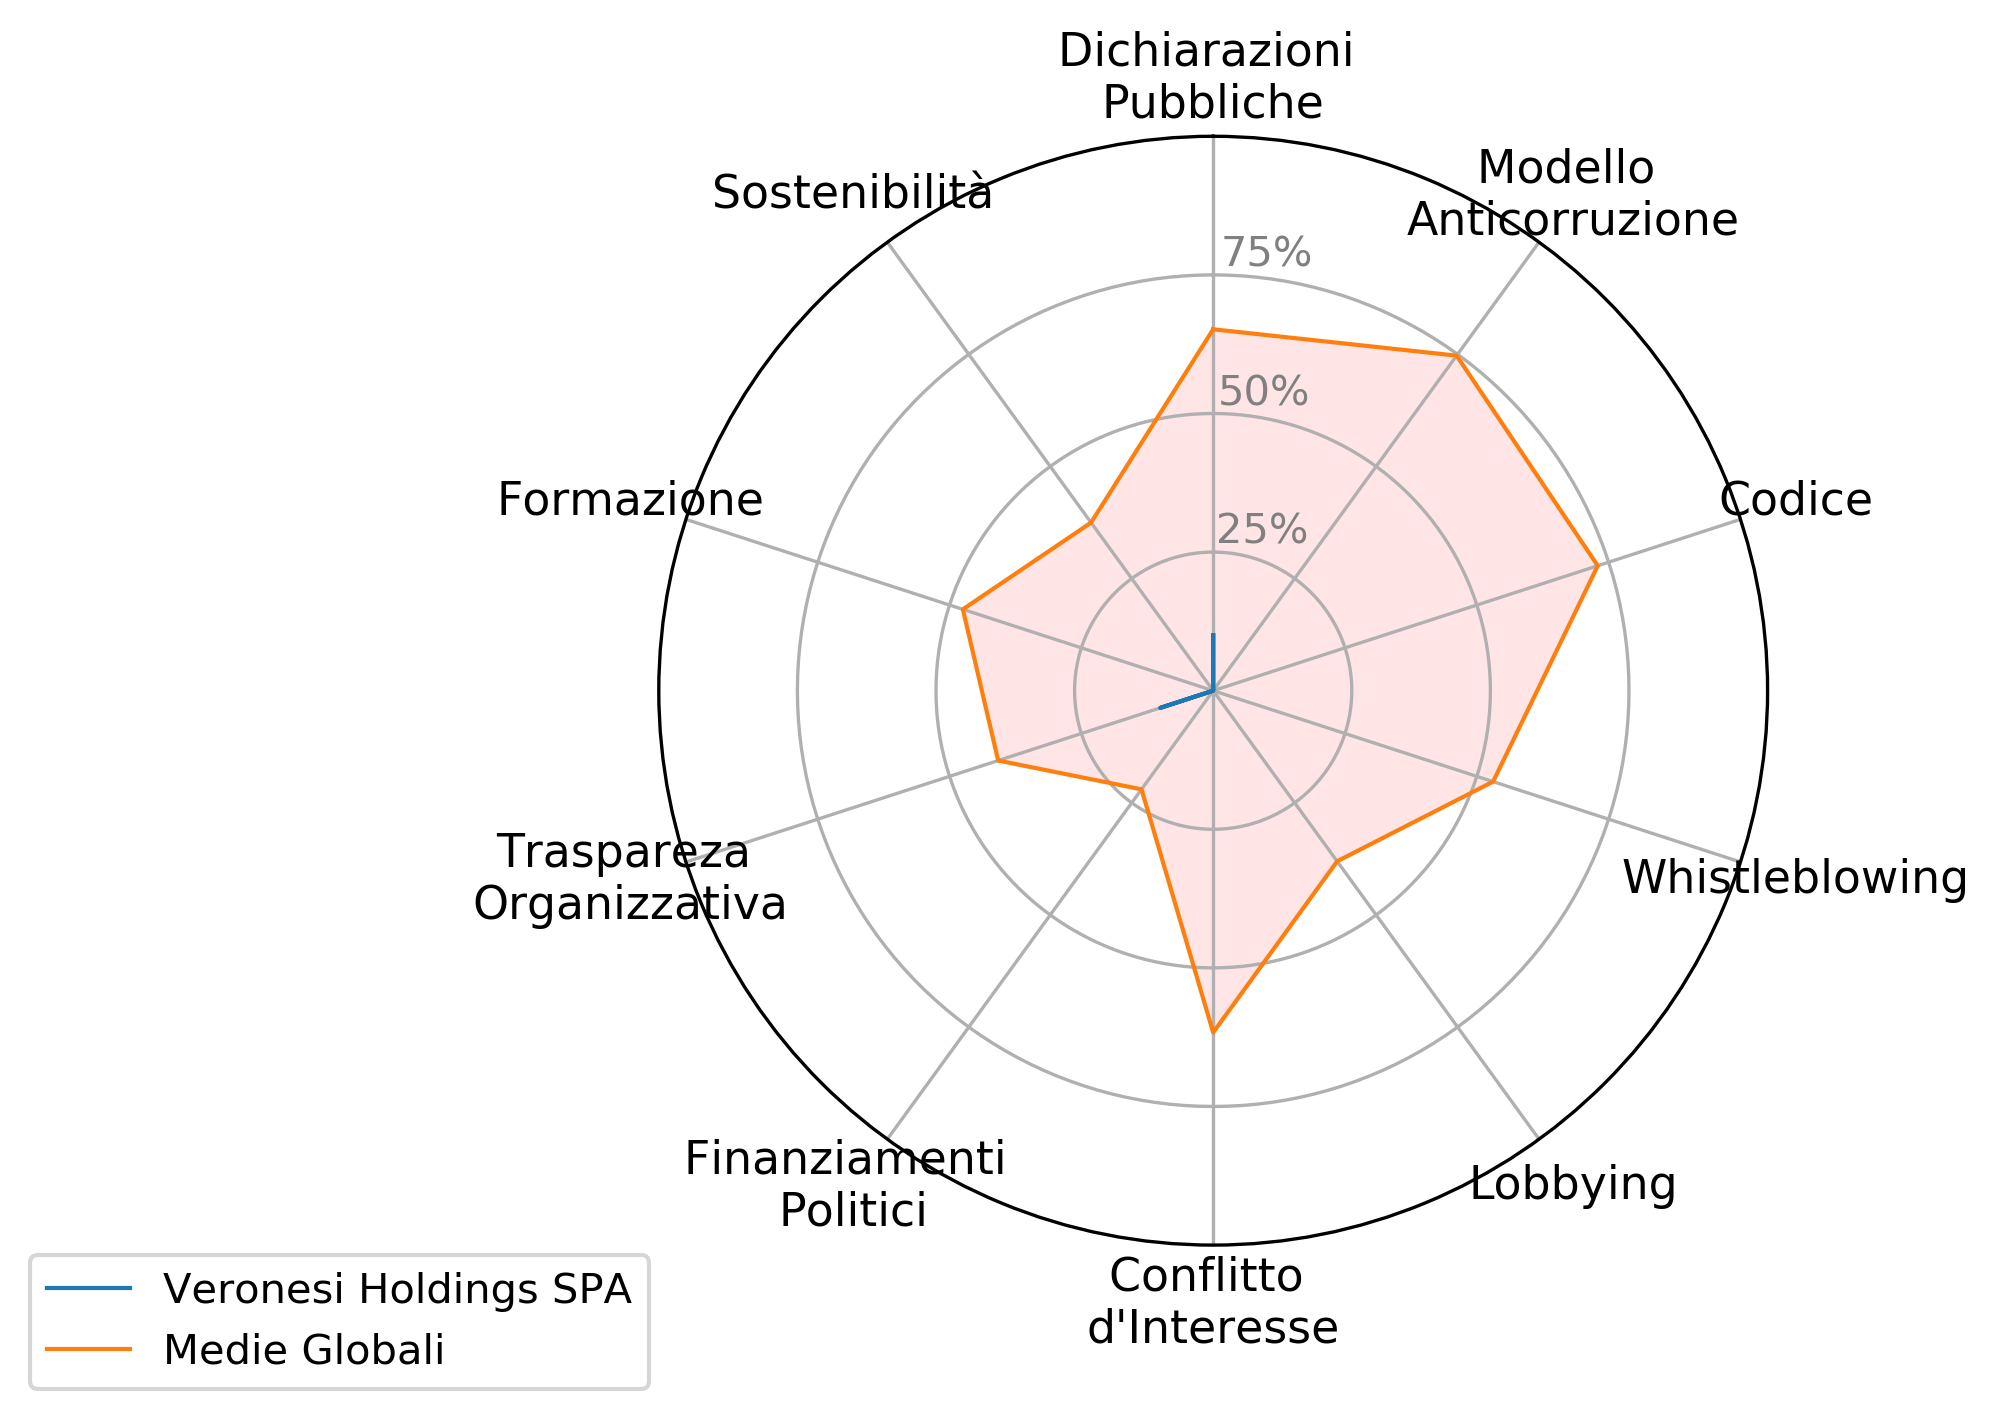 Dichiarazioni
Pubbliche
Modello
Anticorruzione
Sostenibilità
75%
50%
25%
Formazione
Codice
Traspareza
Organizzativa
Whistleblowing
Finanziamenti
Politici
Lobbying
Conflitto
d'Interesse
Veronesi Holdings SPA
Medie Globali